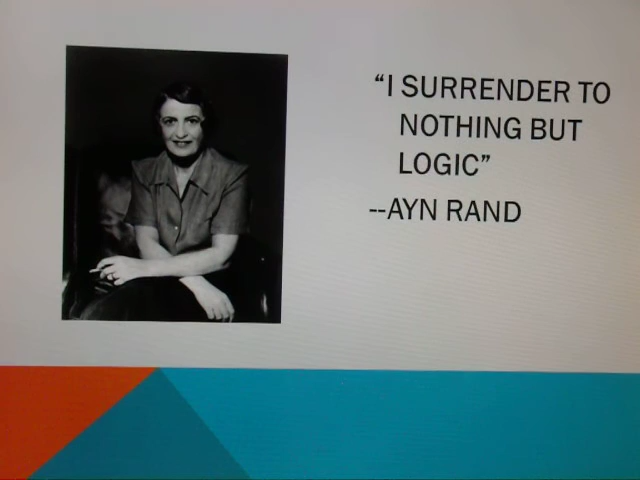 “I SURRENDER TO
NOTHING BUT
LOGIC”
--AYN RAND